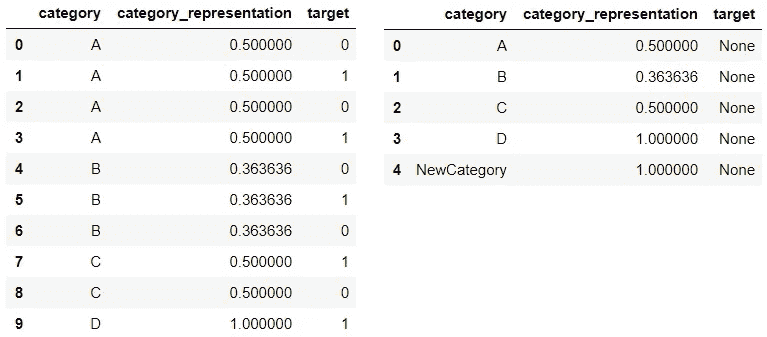 category category_representation target
0 A 0.500000 0
1 A 0.500000 1
2 A 0.500000 0
3 A 0.500000 1
4 B 0.363636 0
5 B 0.363636 1
6 B 0.363636 0
7 C 0.500000 1
8 C 0.500000 0
9 D 1.000000 1
category category_representation target
0 A 0.500000 None
1 B 0.363636 None
2 C 0.500000 None
3 D 1.000000 None
4 NewCategory 1.000000 None